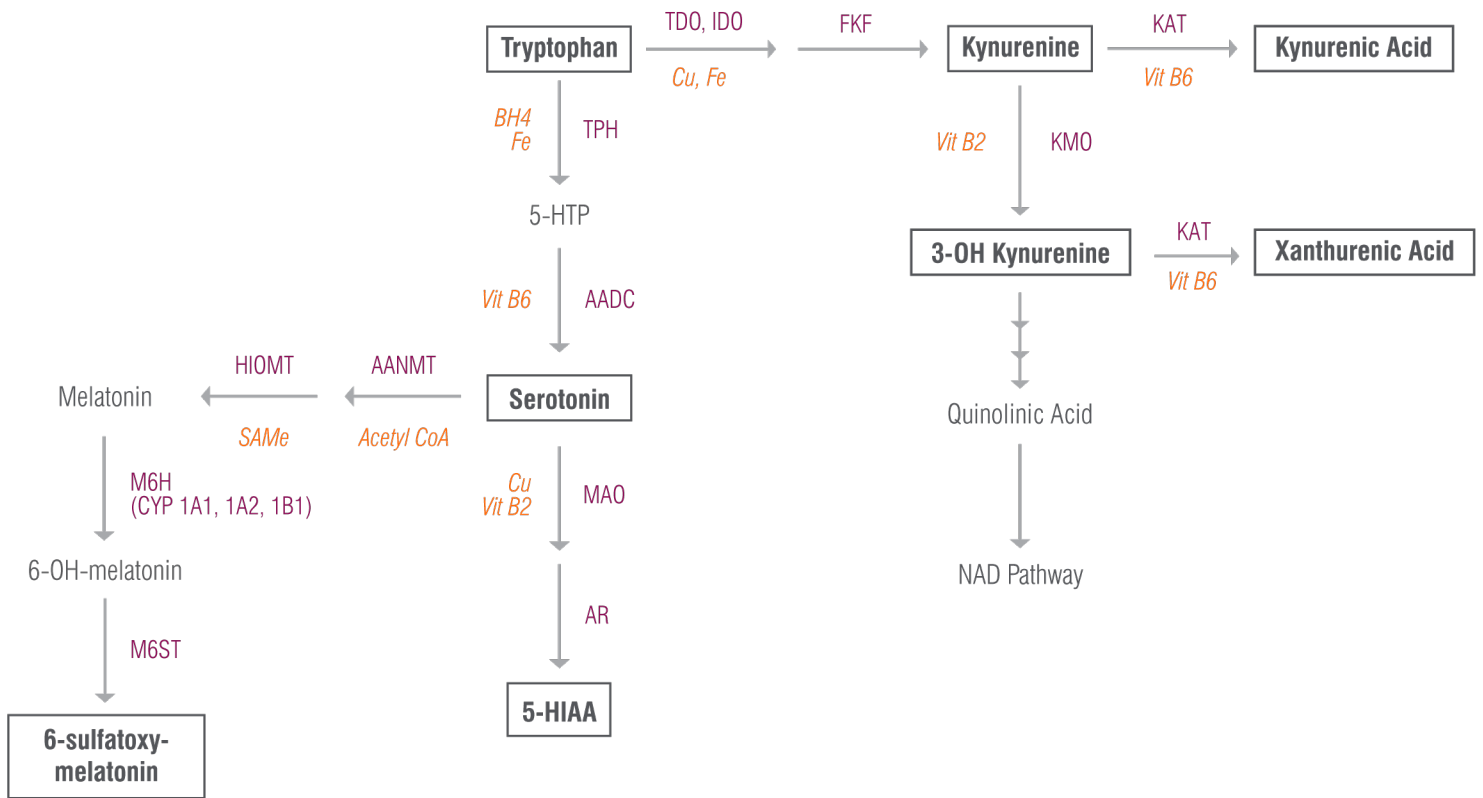 TDO, IDO
FKF
KAT
Tryptophan
Kynurenine
Kynurenic Acid
Cu, Fe
Vit B6
BH4
Fe
TPH
Vit B2
KMO
5-HTP
KAT
3-OH Kynurenine
Xanthurenic Acid
Vit B6
Vit B6
AADC
HIOMT
AANMT
Melatonin
Serotonin
Quinolinic Acid
SAMe
Acetyl CoA
M6H
(CYP 1A1, 1A2, 1B1)
Cu
Vit B2
MAO
6-OH-melatonin
NAD Pathway
AR
M6ST
5-HIAA
6-sulfatoxy-
melatonin